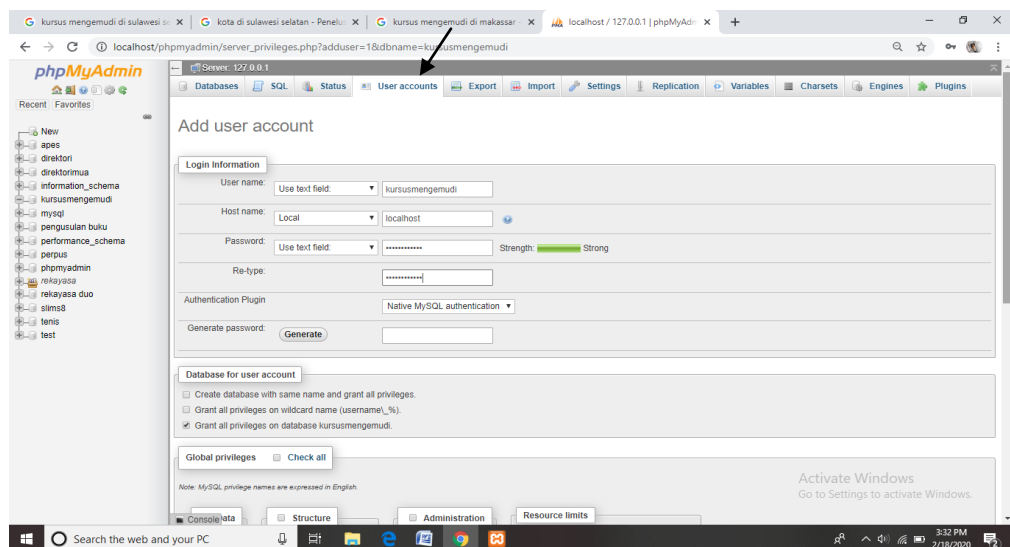 kursus mengemudi di sulawesi se
kota di sulawesi selatan - Penelus
kursus mengemudi di makassar -
localhost / 127.0.0.1 | phpMyAdm
localhost/phpmyadmin/server_privileges.php?adduser=1&dbname=kursusmengemudi
phpMyAdmin
Recent Favorites
New
apes
direktori
direktorimua
information_schema
kursusmengemudi
mysql
pengusulan buku
performance_schema
perpus
phpmyadmin
rekayasa
rekayasa duo
slims8
tenis
test
Server: 127.0.0.1
Databases SQL Status User accounts Export Import Settings Replication Variables Charsets Engines Plugins
Add user account
Login Information
User name: Use text field: kursusmengemudi
Host name: Local localhost
Password: Use text field: Strength: Strong
Re-type:
Authentication Plugin Native MySQL authentication
Generate password: Generate
Database for user account
Create database with same name and grant all privileges.
Grant all privileges on wildcard name (username\_%).
Grant all privileges on database kursusmengemudi.
Global privileges Check all
Note: MySQL privilege names are expressed in English.
Console ata Structure Administration Resource limits
Activate Windows
Go to Settings to activate Windows.
Search the web and your PC
3:32 PM
2/18/2020